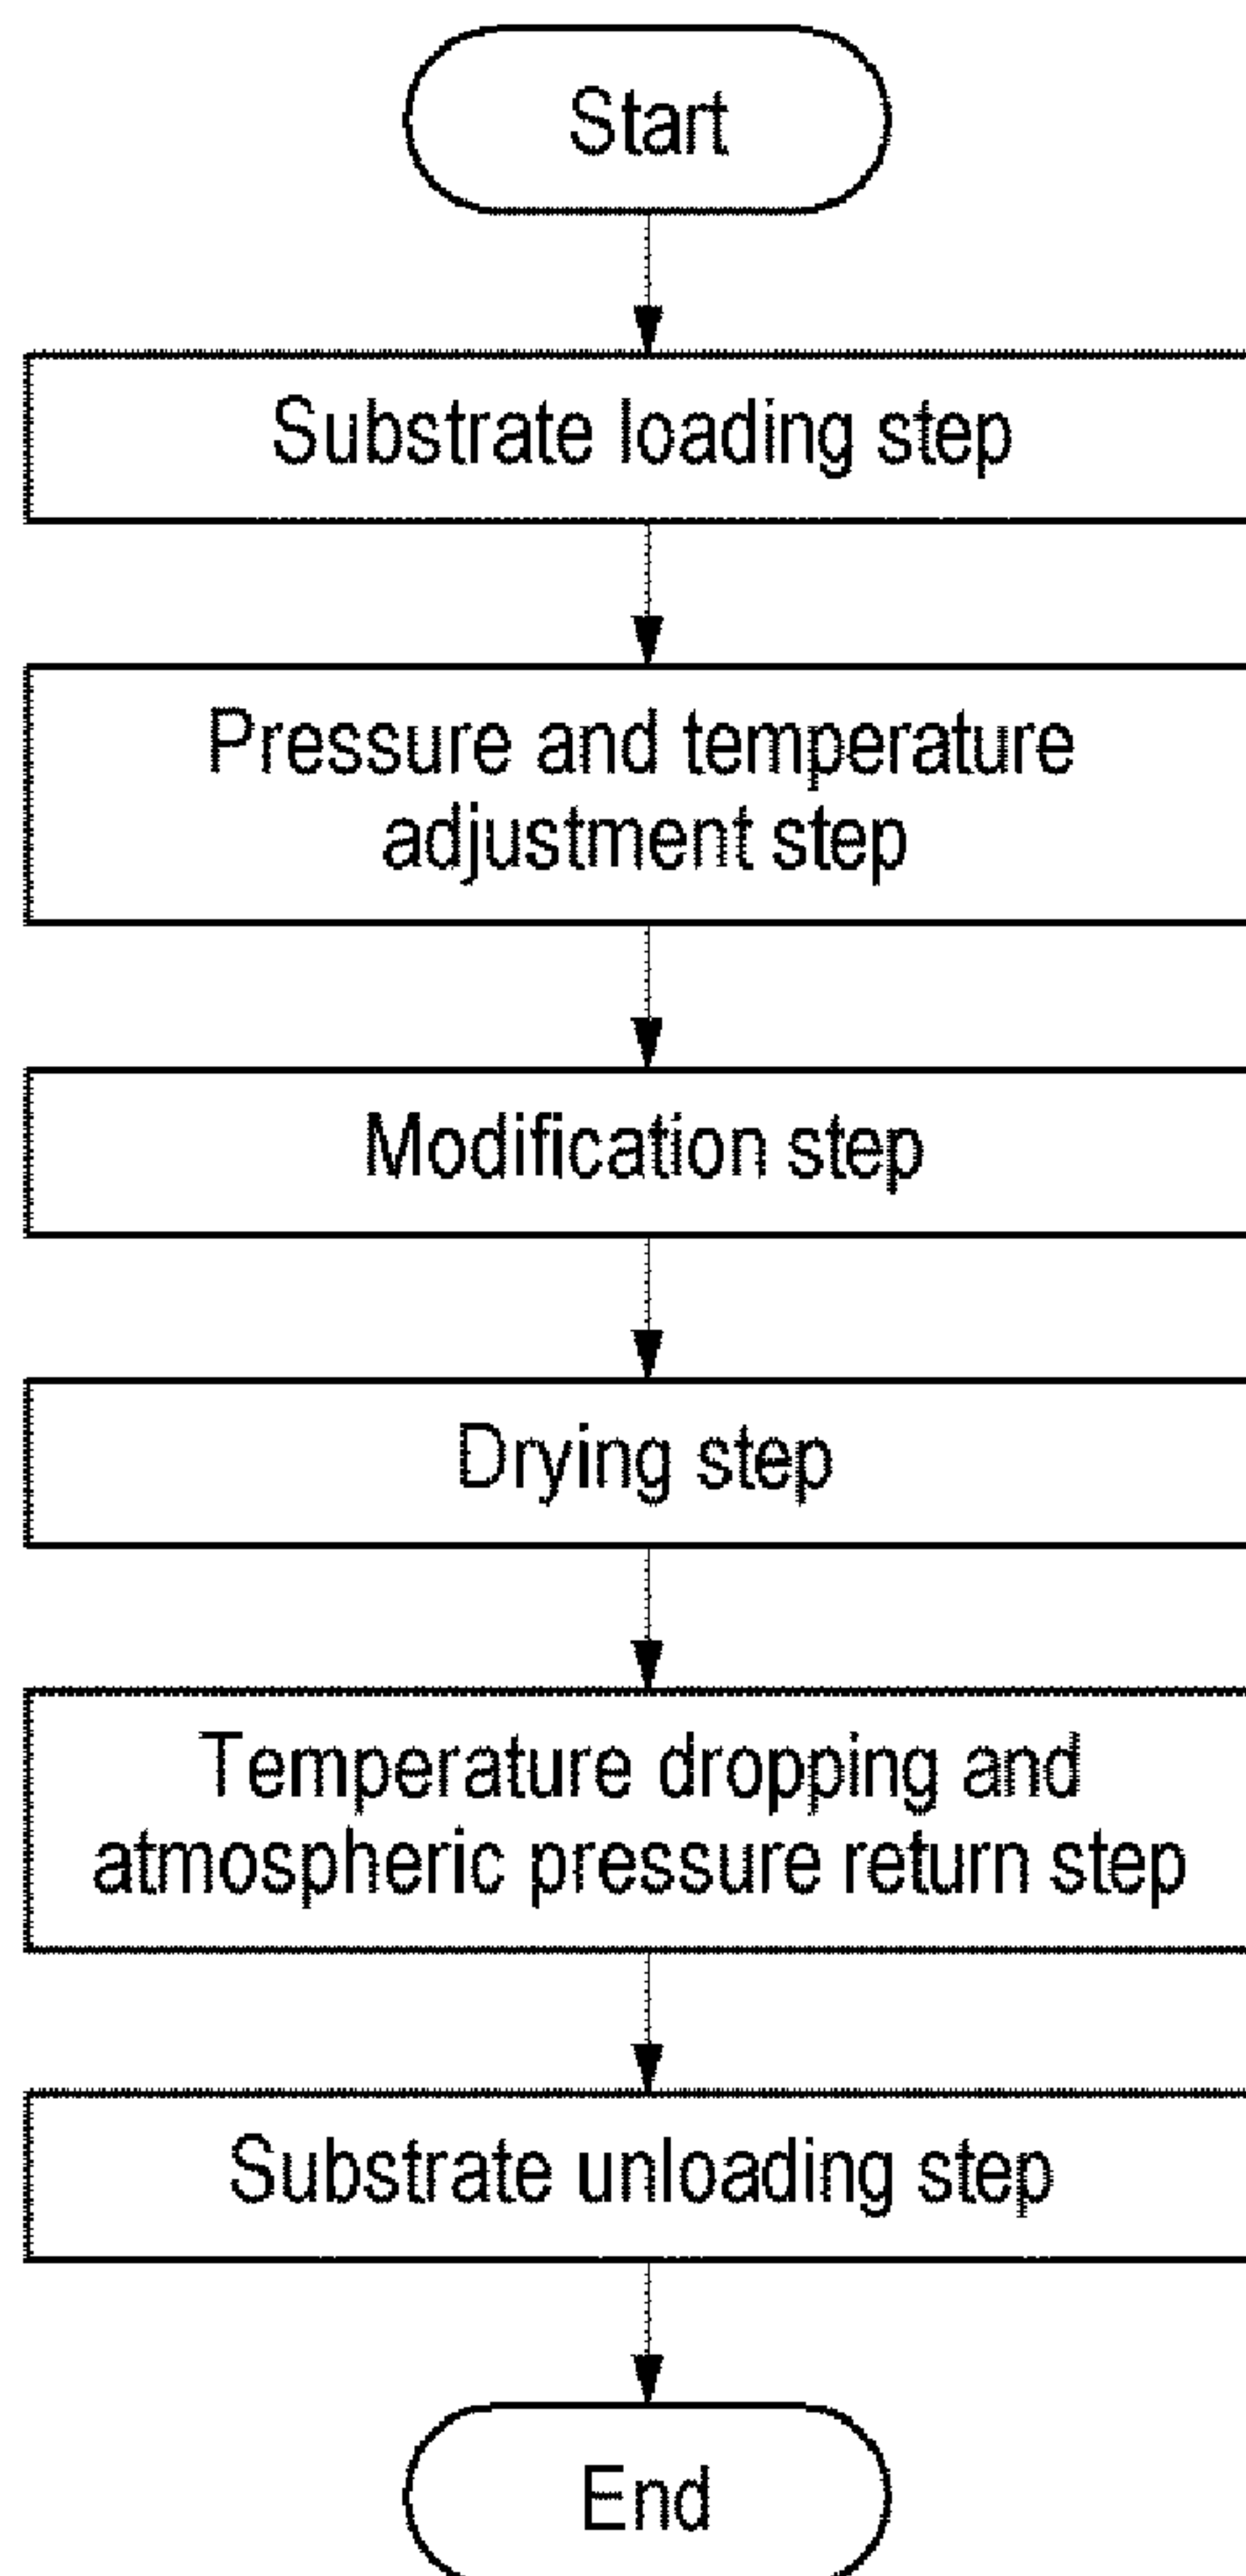 Start
Substrate loading step
Pressure and temperature
adjustment step
Modification step
Drying step
Temperature dropping and
atmospheric pressure return step
Substrate unloading step
End